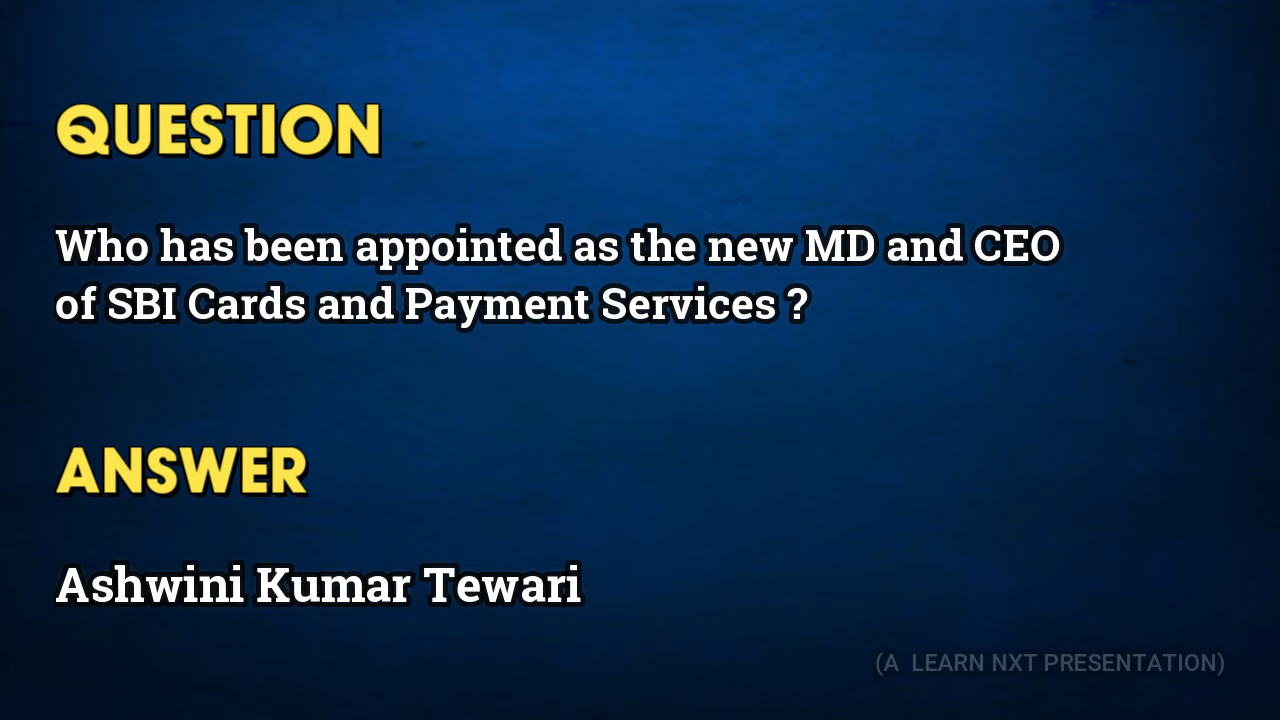 QUESTION
Who has been appointed as the new MD and CEO
of SBI Cards and Payment Services ?
ANSWER
Ashwini Kumar Tewari
(A LEARN NXT PRESENTATION)